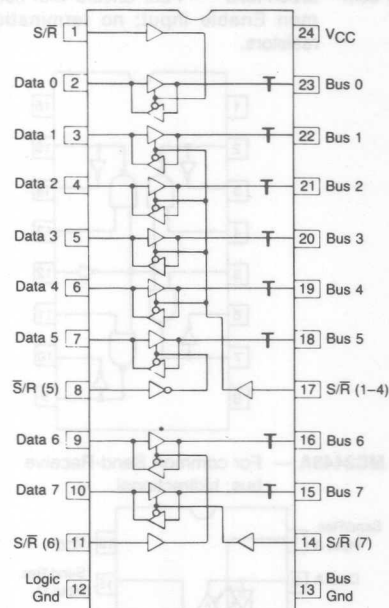 S/R̅ 1 24 VCC
Data 0 2 23 Bus 0
Data 1 3 22 Bus 1
Data 2 4 21 Bus 2
Data 3 5 20 Bus 3
Data 4 6 19 Bus 4
Data 5 7 18 Bus 5
S̅/R (5) 8 17 S/R̅ (1–4)
Data 6 9 16 Bus 6
Data 7 10 15 Bus 7
S/R̅ (6) 11 14 S/R̅ (7)
Logic Gnd 12 13 Bus Gnd